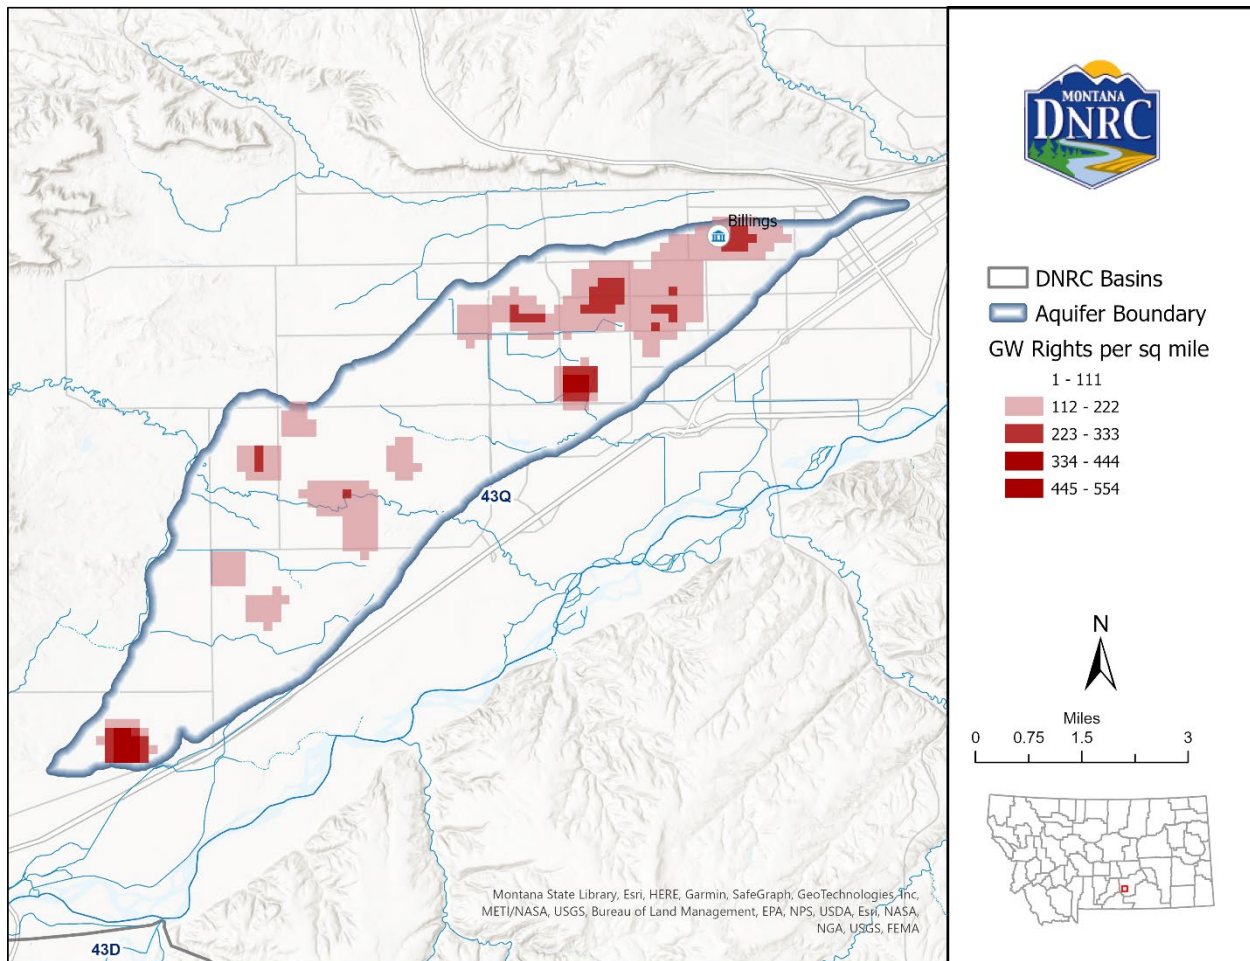 Billings
43Q
43D
Montana State Library, Esri, HERE, Garmin, SafeGraph, GeoTechnologies, Inc,
METI/NASA, USGS, Bureau of Land Management, EPA, NPS, USDA, Esri, NASA,
NGA, USGS, FEMA
MONTANA
DNRC
DNRC Basins
Aquifer Boundary
GW Rights per sq mile
1 - 111
112 - 222
223 - 333
334 - 444
445 - 554
N
Miles
0 0.75 1.5 3